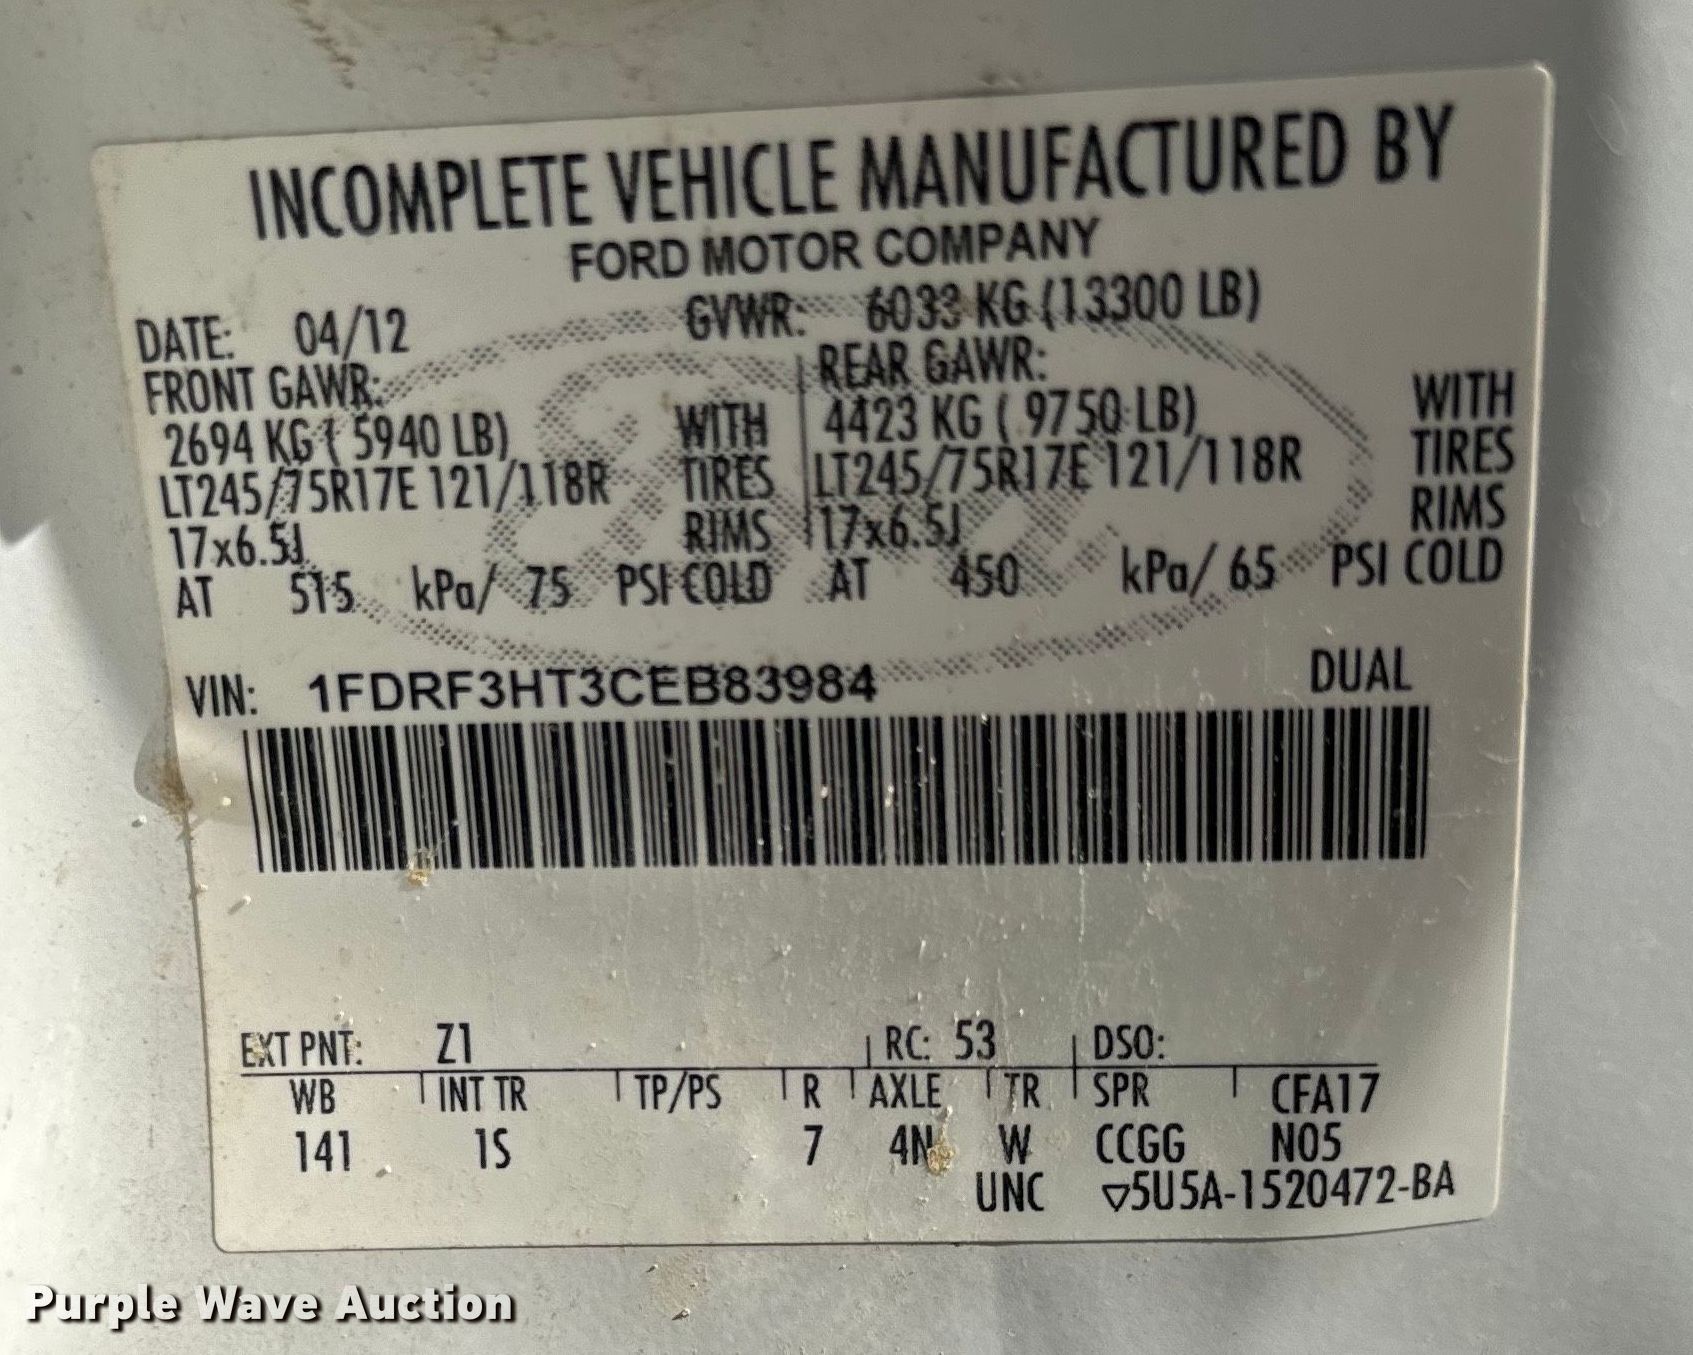 INCOMPLETE VEHICLE MANUFACTURED BY
FORD MOTOR COMPANY
DATE: 04/12 GVWR: 6033 KG (13300 LB)
FRONT GAWR: REAR GAWR:
2694 KG ( 5940 LB) WITH 4423 KG ( 9750 LB) WITH
LT245/75R17E 121/118R TIRES LT245/75R17E 121/118R TIRES
17x6.5J RIMS 17x6.5J RIMS
AT 515 kPa/ 75 PSI COLD AT 450 kPa/ 65 PSI COLD
VIN: 1FDRF3HT3CEB83984 DUAL
EXT PNT: Z1 RC: 53 DSO:
WB INT TR TP/PS R AXLE TR SPR CFA17
141 1S 7 4N W CCGG N05
UNC ▽5U5A-1520472-BA
Purple Wave Auction